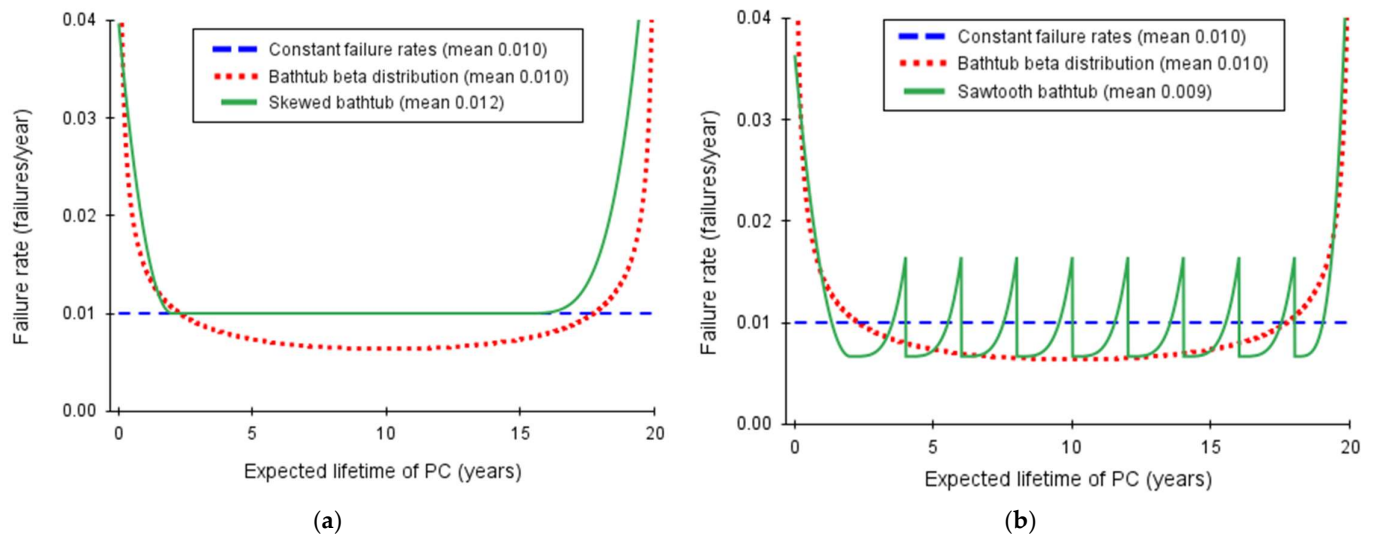 0.04
0.03
0.02
0.01
0.00
Failure rate (failures/year)
Constant failure rates (mean 0.010)
Bathtub beta distribution (mean 0.010)
Skewed bathtub (mean 0.012)
0
5
10
15
20
Expected lifetime of PC (years)
(a)
0.04
0.03
0.02
0.01
0.00
Failure rate (failures/year)
Constant failure rates (mean 0.010)
Bathtub beta distribution (mean 0.010)
Sawtooth bathtub (mean 0.009)
0
5
10
15
20
Expected lifetime of PC (years)
(b)